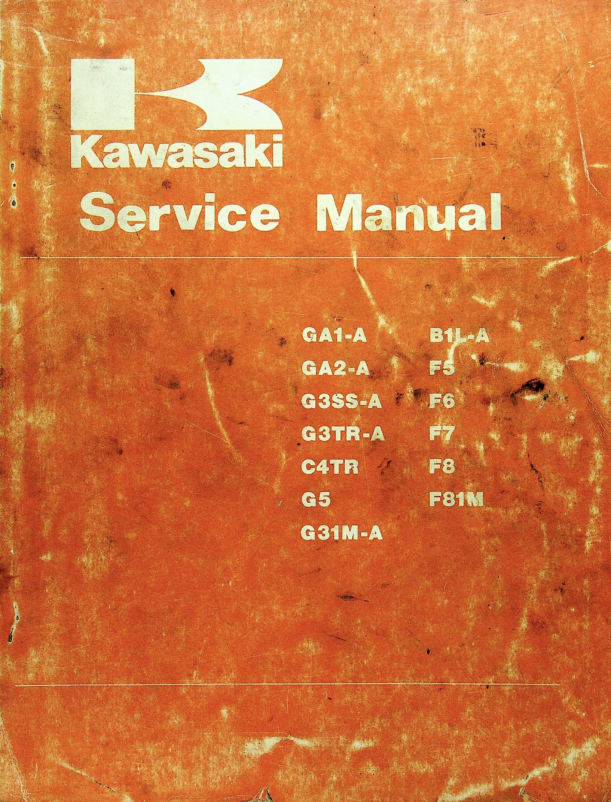 Kawasaki
Service Manual
GA1-A
GA2-A
G3SS-A
G3TR-A
C4TR
G5
G31M-A
B1L-A
F5
F6
F7
F8
F81M